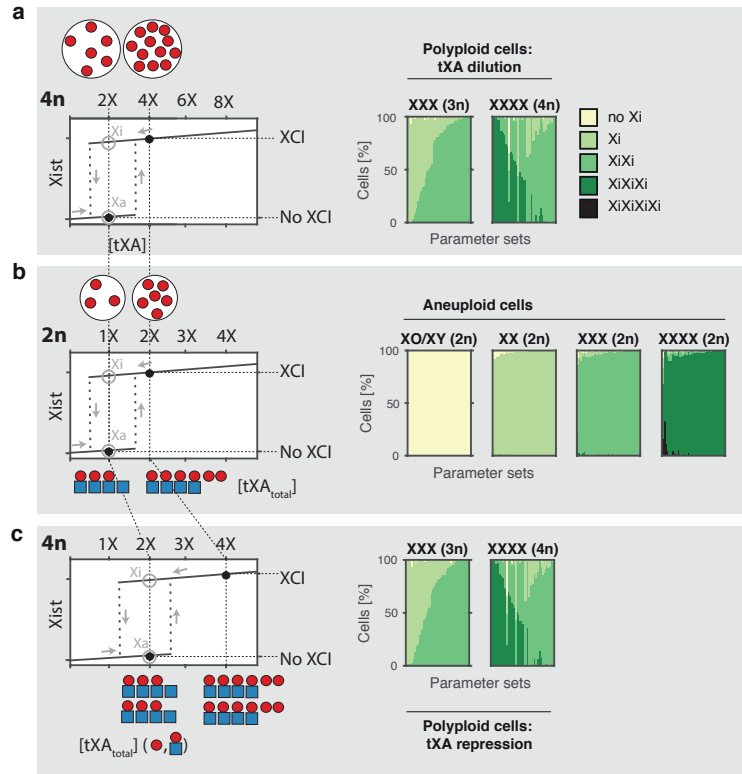 a
4n
2X 4X 6X 8X
Xi
Xa
Xist
XCI
No XCI
[tXA]
Polyploid cells:
tXA dilution
XXX (3n) XXXX (4n)
100
50
0
Cells [%]
Parameter sets
no Xi
Xi
XiXi
XiXiXi
XiXiXiXi
b
2n
1X 2X 3X 4X
Xi
Xa
Xist
XCI
No XCI
[tXAtotal]
Aneuploid cells
XO/XY (2n) XX (2n) XXX (2n) XXXX (2n)
100
50
0
Cells [%]
Parameter sets
c
4n
1X 2X 3X 4X
Xi
Xa
Xist
XCI
No XCI
[tXAtotal] ( , )
XXX (3n) XXXX (4n)
100
50
0
Cells [%]
Parameter sets
Polyploid cells:
tXA repression